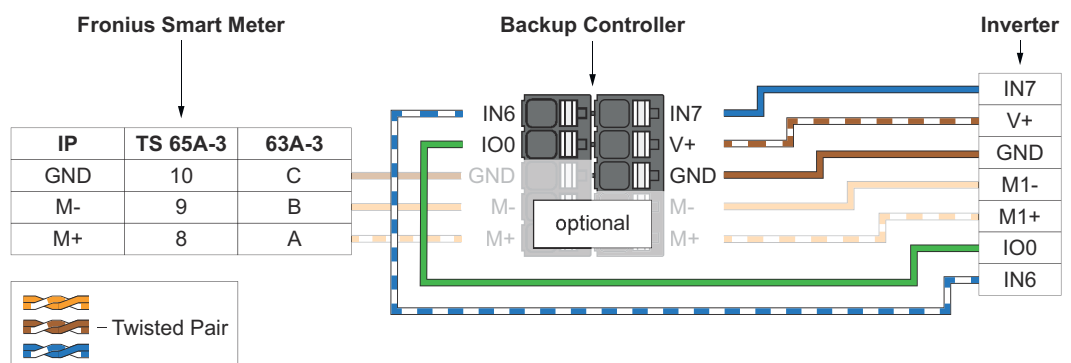 Fronius Smart Meter
Backup Controller
Inverter
IP TS 65A-3 63A-3
GND 10 C
M- 9 B
M+ 8 A
IN6
IO0
GND
M-
M+
optional
IN7
V+
GND
M-
M+
IN7
V+
GND
M1-
M1+
IO0
IN6
– Twisted Pair